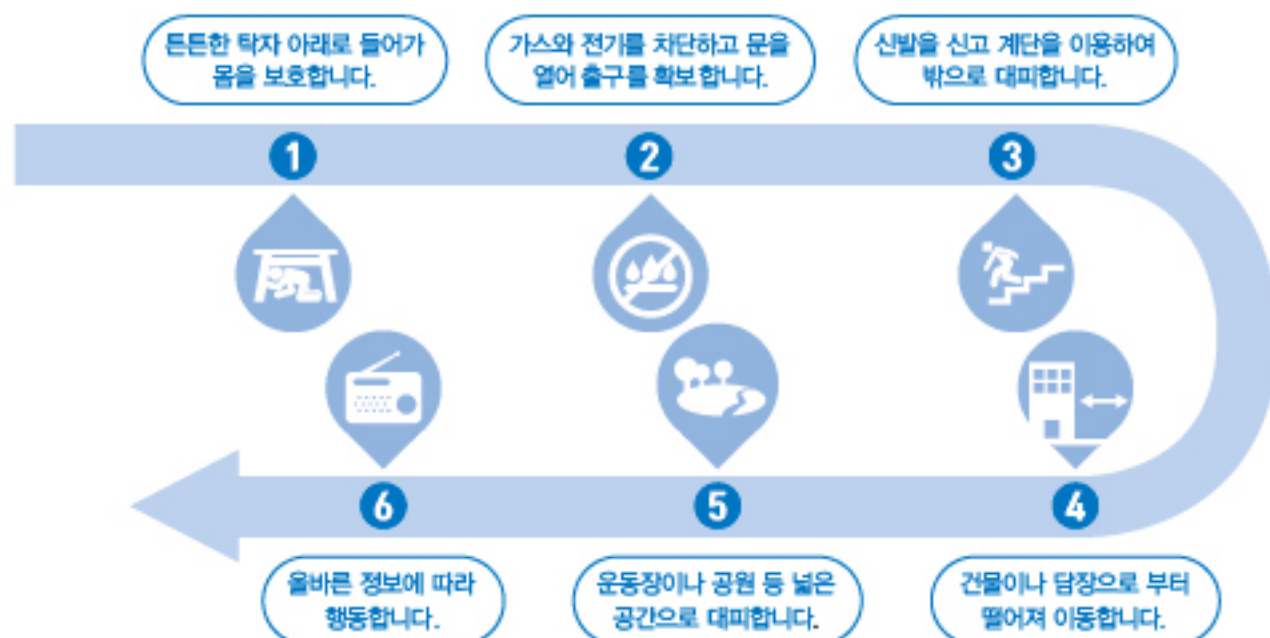 튼튼한 탁자 아래로 들어가
몸을 보호합니다.
1
가스와 전기를 차단하고 문을
열어 출구를 확보합니다.
2
신발을 신고 계단을 이용하여
밖으로 대피합니다.
3
4
건물이나 담장으로 부터
떨어져 이동합니다.
5
운동장이나 공원 등 넓은
공간으로 대피합니다.
6
올바른 정보에 따라
행동합니다.